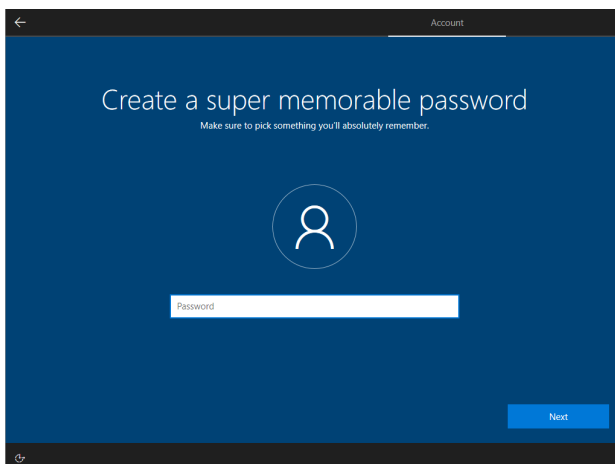 Account
Create a super memorable password
Make sure to pick something you'll absolutely remember.
Password
Next